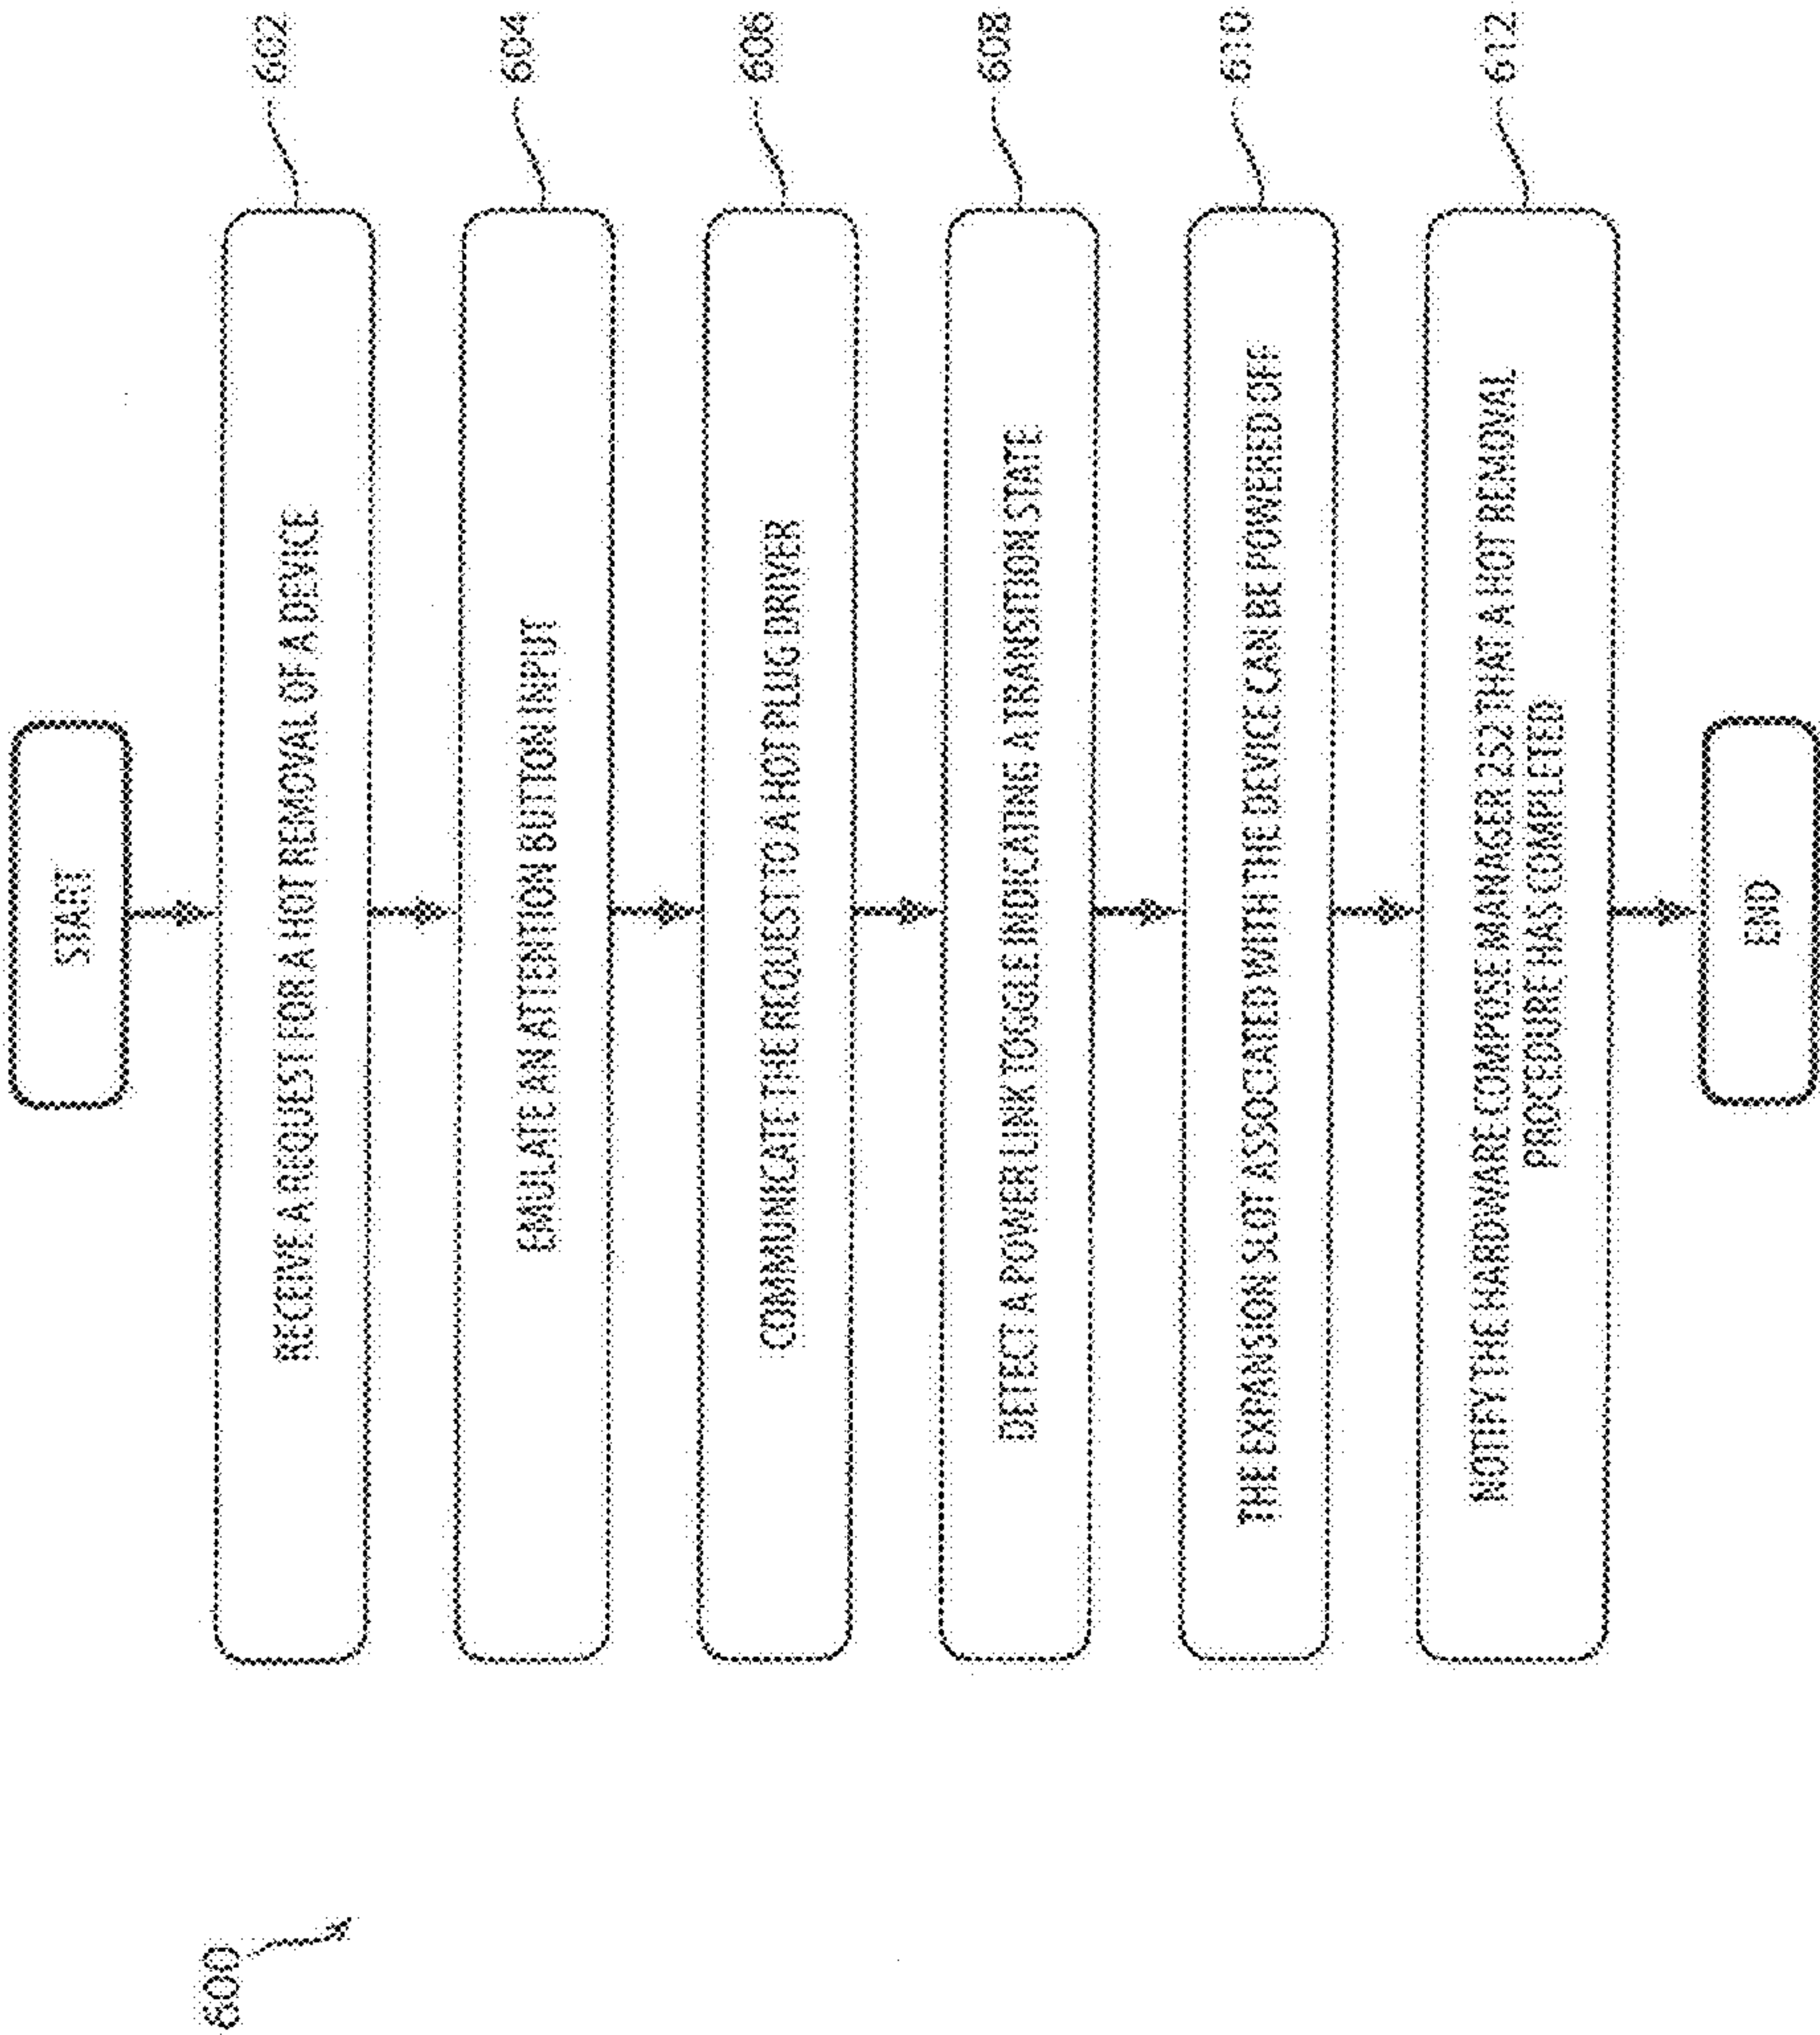 600
START
RECEIVE A REQUEST FOR A HOT REMOVAL OF A DEVICE
602
EMULATE AN ATTENTION BUTTON INPUT
604
COMMUNICATE THE REQUEST TO A HOT PLUG DRIVER
606
DETECT A POWER LINK TOGGLE INDICATING A TRANSITION STATE
608
THE EXPANSION SLOT ASSOCIATED WITH THE DEVICE CAN BE POWERED OFF
610
NOTIFY THE HARDWARE COMPOSE MANAGER 252 THAT A HOT REMOVAL
PROCEDURE HAS COMPLETED
612
END